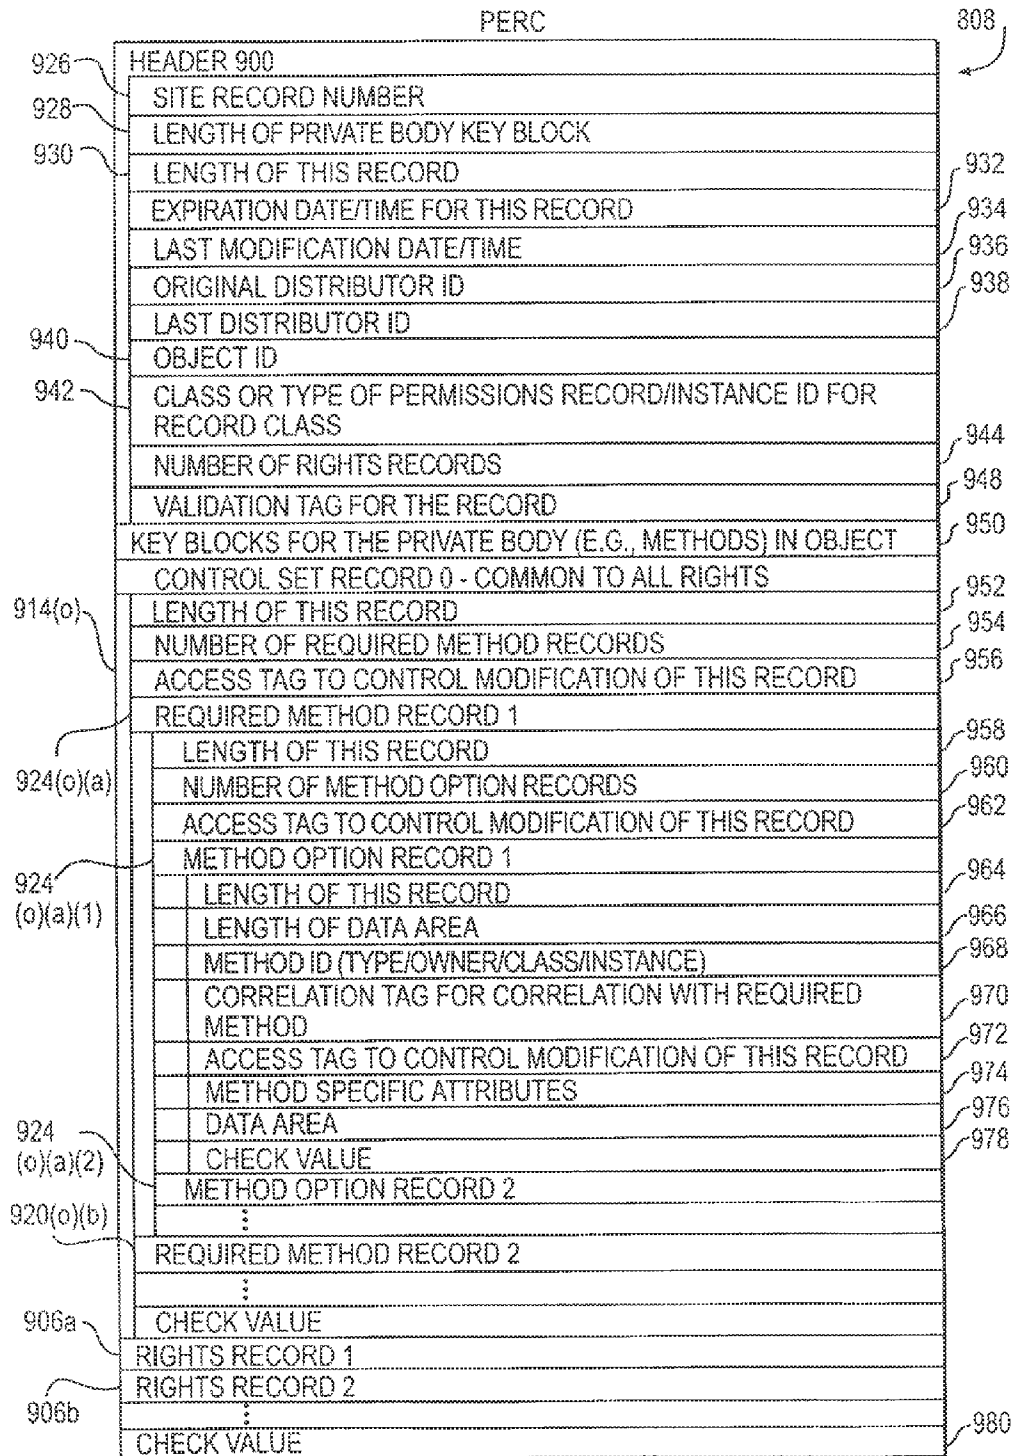 PERC
808
HEADER 900
926
SITE RECORD NUMBER
928
LENGTH OF PRIVATE BODY KEY BLOCK
930
LENGTH OF THIS RECORD
932
EXPIRATION DATE/TIME FOR THIS RECORD
934
LAST MODIFICATION DATE/TIME
936
ORIGINAL DISTRIBUTOR ID
938
LAST DISTRIBUTOR ID
940
OBJECT ID
942
CLASS OR TYPE OF PERMISSIONS RECORD/INSTANCE ID FOR
RECORD CLASS
944
NUMBER OF RIGHTS RECORDS
948
VALIDATION TAG FOR THE RECORD
950
KEY BLOCKS FOR THE PRIVATE BODY (E.G., METHODS) IN OBJECT
CONTROL SET RECORD 0 - COMMON TO ALL RIGHTS
914(o)
952
LENGTH OF THIS RECORD
954
NUMBER OF REQUIRED METHOD RECORDS
956
ACCESS TAG TO CONTROL MODIFICATION OF THIS RECORD
REQUIRED METHOD RECORD 1
924(o)(a)
958
LENGTH OF THIS RECORD
960
NUMBER OF METHOD OPTION RECORDS
962
ACCESS TAG TO CONTROL MODIFICATION OF THIS RECORD
METHOD OPTION RECORD 1
924
(o)(a)(1)
964
LENGTH OF THIS RECORD
966
LENGTH OF DATA AREA
968
METHOD ID (TYPE/OWNER/CLASS/INSTANCE)
970
CORRELATION TAG FOR CORRELATION WITH REQUIRED
METHOD
972
ACCESS TAG TO CONTROL MODIFICATION OF THIS RECORD
974
METHOD SPECIFIC ATTRIBUTES
976
DATA AREA
978
CHECK VALUE
924
(o)(a)(2)
METHOD OPTION RECORD 2
920(o)(b)
REQUIRED METHOD RECORD 2
CHECK VALUE
906a
RIGHTS RECORD 1
RIGHTS RECORD 2
906b
980
CHECK VALUE